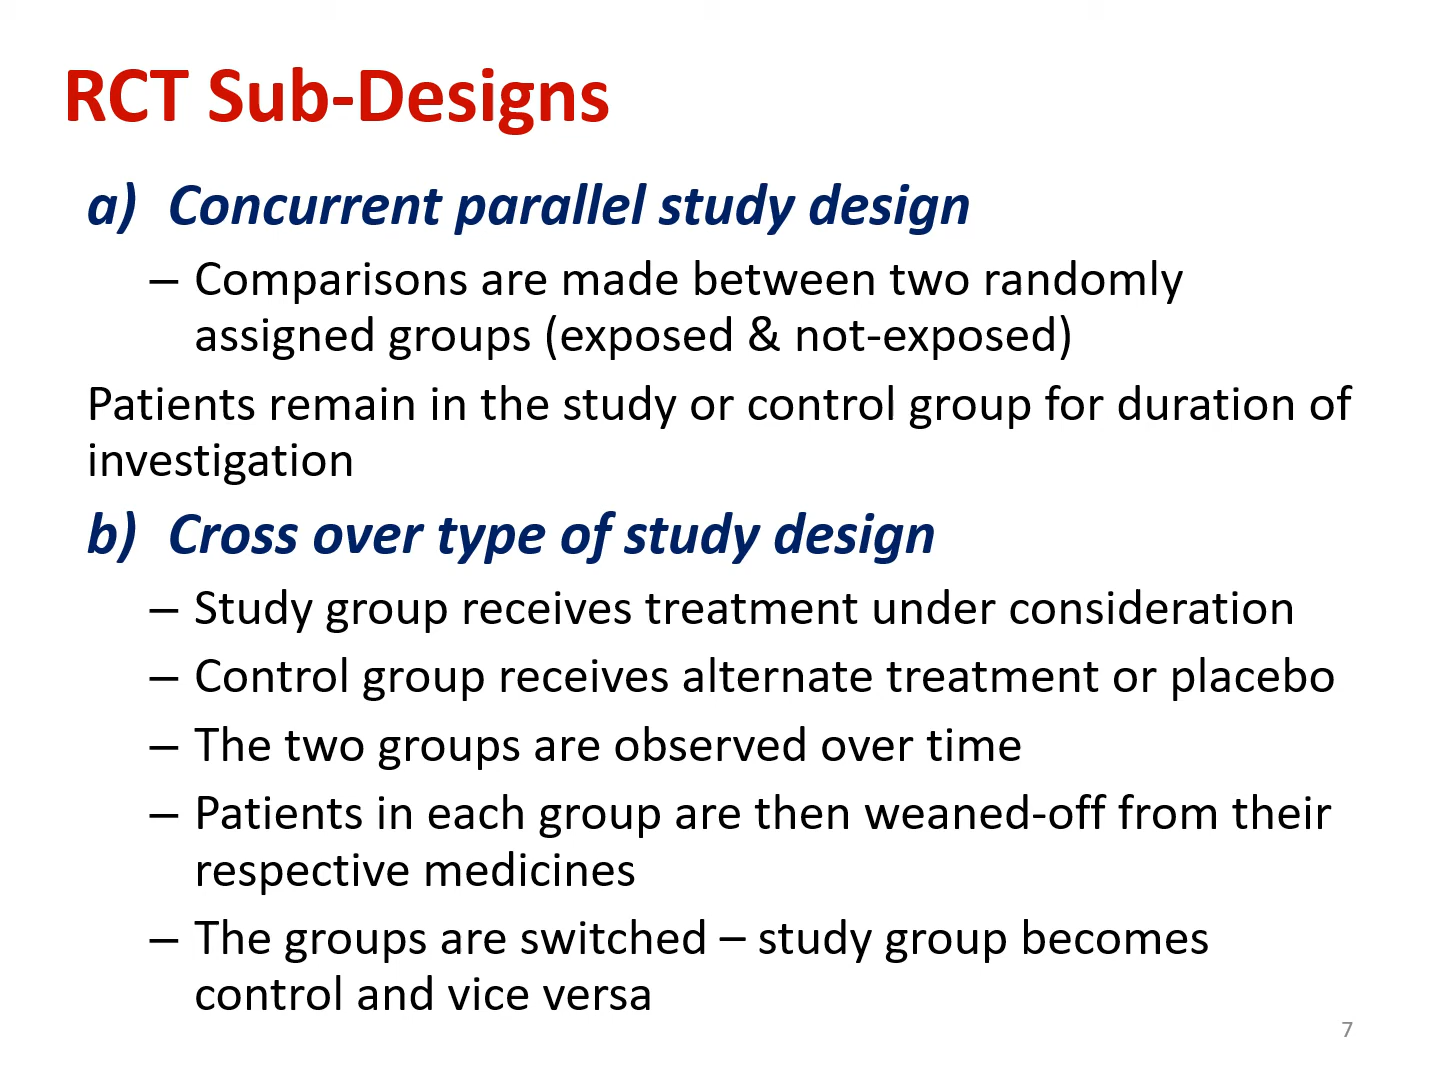 RCT Sub-Designs
a) Concurrent parallel study design
– Comparisons are made between two randomly
assigned groups (exposed & not-exposed)
Patients remain in the study or control group for duration of
investigation
b) Cross over type of study design
– Study group receives treatment under consideration
– Control group receives alternate treatment or placebo
– The two groups are observed over time
– Patients in each group are then weaned-off from their
respective medicines
– The groups are switched – study group becomes
control and vice versa
7